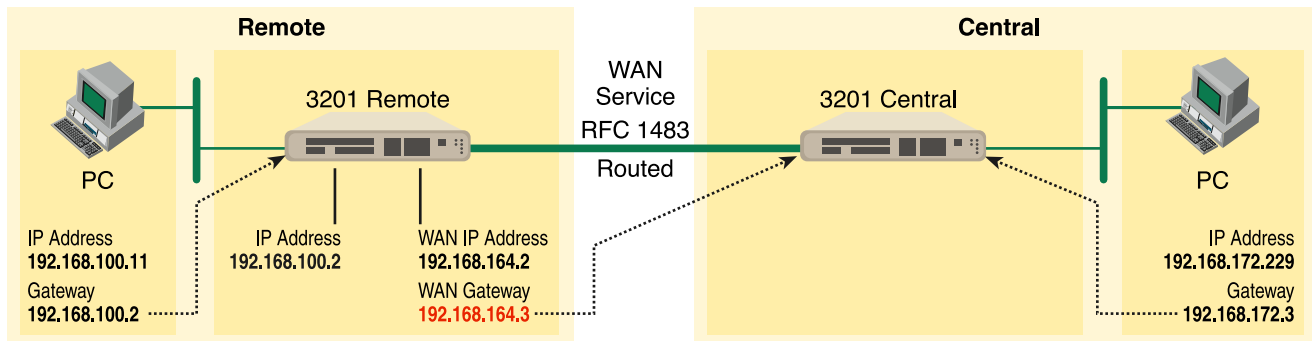 Remote
PC
IP Address
192.168.100.11
Gateway
192.168.100.2
3201 Remote
IP Address
192.168.100.2
WAN IP Address
192.168.164.2
WAN Gateway
192.168.164.3
WAN
Service
RFC 1483
Routed
Central
3201 Central
PC
IP Address
192.168.172.229
Gateway
192.168.172.3